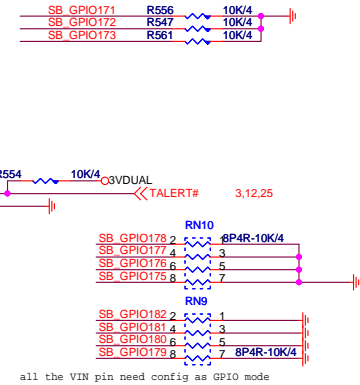 SB_GPIO171 R556 10K/4
SB_GPIO172 R547 10K/4
SB_GPIO173 R561 10K/4
R554 10K/4 3VDUAL
TALERT# 3,12,25
RN10
SB_GPIO178 2 1 8P4R-10K/4
SB_GPIO177 4 3
SB_GPIO176 6 5
SB_GPIO175 8 7
RN9
SB_GPIO182 2 1
SB_GPIO181 4 3
SB_GPIO180 6 5
SB_GPIO179 8 7 8P4R-10K/4
all the VIN pin need config as GPIO mode